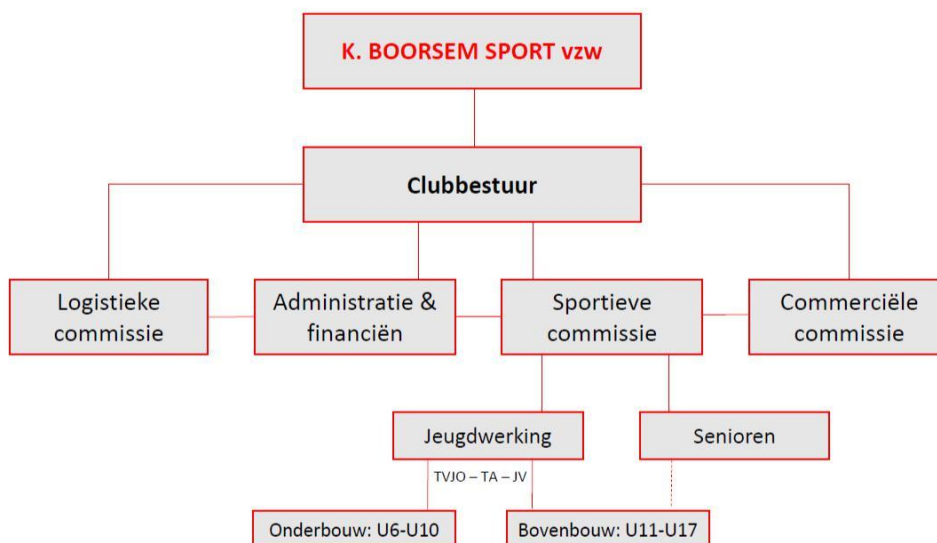 K. BOORSEM SPORT vzw
Clubbestuur
Logistieke
commissie
Administratie &
financiën
Sportieve
commissie
Commerciële
commissie
Jeugdwerking
Senioren
TVJO – TA – JV
Onderbouw: U6-U10
Bovenbouw: U11-U17